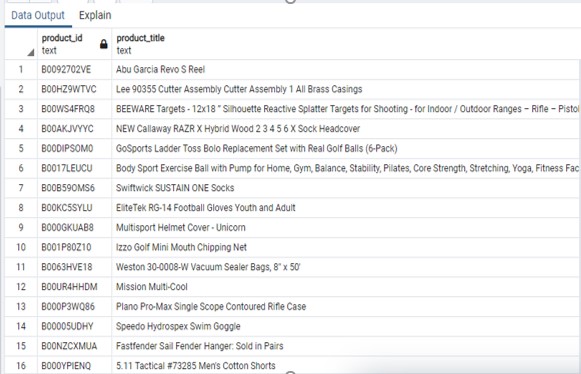 Data Output Explain
product_id product_title
text text
1 B0092702VE Abu Garcia Revo S Reel
2 B00HZ9WTVC Lee 90355 Cutter Assembly Cutter Assembly 1 All Brass Casings
3 B00WS4FRQ8 BEEWARE Targets - 12x18 " Silhouette Reactive Splatter Targets for Shooting - for Indoor / Outdoor Ranges – Rifle – Pistol
4 B00AKJVYYC NEW Callaway RAZR X Hybrid Wood 2 3 4 5 6 X Sock Headcover
5 B00DIPSOM0 GoSports Ladder Toss Bolo Replacement Set with Real Golf Balls (6-Pack)
6 B0017LEUCU Body Sport Exercise Ball with Pump for Home, Gym, Balance, Stability, Pilates, Core Strength, Stretching, Yoga, Fitness Fac
7 B00B59OMS6 Swiftwick SUSTAIN ONE Socks
8 B00KC5SYLU EliteTek RG-14 Football Gloves Youth and Adult
9 B000GKUAB8 Multisport Helmet Cover - Unicorn
10 B001P80Z10 Izzo Golf Mini Mouth Chipping Net
11 B0063HVE18 Weston 30-0008-W Vacuum Sealer Bags, 8" x 50'
12 B00UR4HHDM Mission Multi-Cool
13 B000P3WQ86 Plano Pro-Max Single Scope Contoured Rifle Case
14 B00005UDHY Speedo Hydrospex Swim Goggle
15 B00NZCXMUA Fastfender Sail Fender Hanger: Sold in Pairs
16 B000YPIENQ 5.11 Tactical #73285 Men's Cotton Shorts